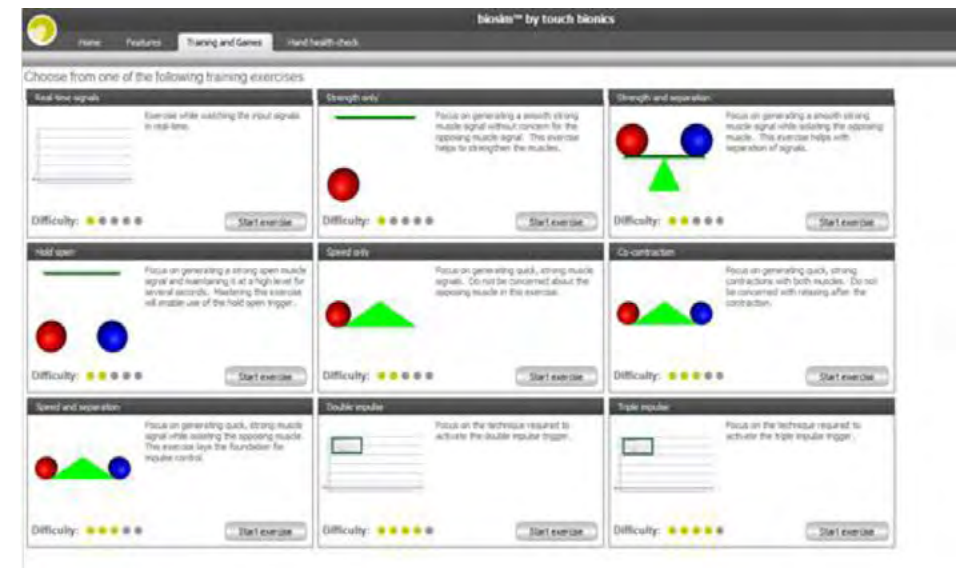 biosim™ by touch bionics
Home Features Training and Games Hand health check
Choose from one of the following training exercises
Real time signals
Exercise while watching the input signals
in real-time.
Difficulty:
Start exercise
Strength only
Focus on generating a smooth strong
muscle signal without concern for the
opposing muscle signal. This exercise
helps to strengthen the muscles.
Difficulty:
Start exercise
Strength and separation
Focus on generating a smooth strong
muscle signal while isolating the opposing
muscle. This exercise helps with
separation of signals.
Difficulty:
Start exercise
Hold open
Focus on generating a strong open muscle
signal and maintaining it at a high level for
several seconds. Mastering this exercise
will enable use of the hold open trigger.
Difficulty:
Start exercise
Speed only
Focus on generating quick, strong muscle
signals. Do not be concerned about the
opposing muscle in this exercise.
Difficulty:
Start exercise
Co-contraction
Focus on generating quick, strong
contractions with both muscles. Do not
be concerned with relaxing after the
contraction.
Difficulty:
Start exercise
Speed and separation
Focus on generating quick, strong muscle
signal while isolating the opposing muscle.
This exercise lays the foundation for
impulse control.
Difficulty:
Start exercise
Double impulse
Focus on the technique required to
activate the double impulse trigger.
Difficulty:
Start exercise
Triple impulse
Focus on the technique required to
activate the triple impulse trigger.
Difficulty:
Start exercise